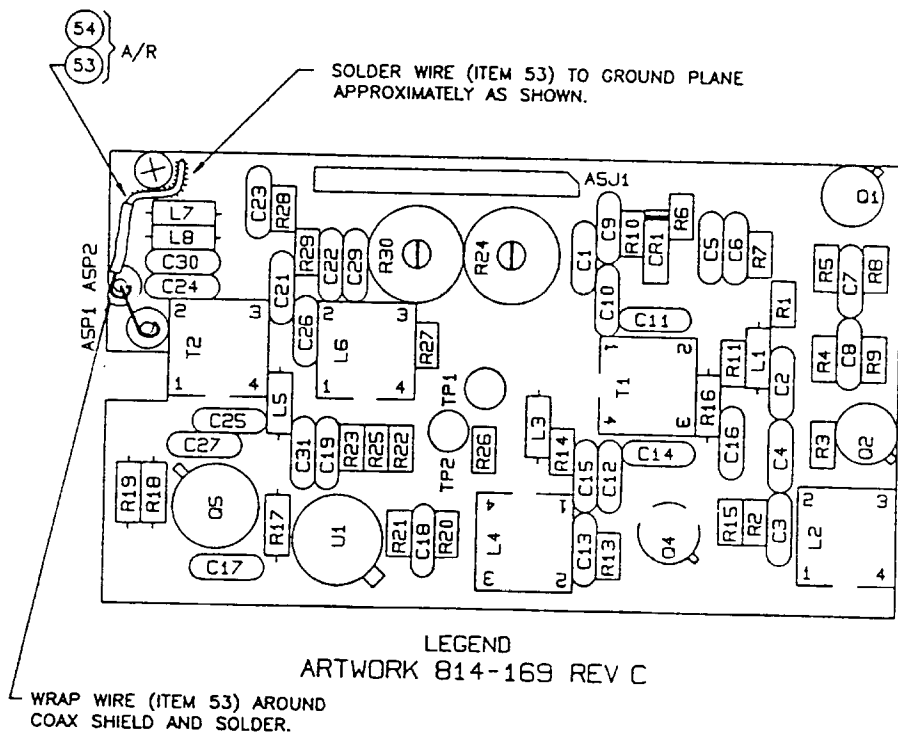 54
53
A/R
SOLDER WIRE (ITEM 53) TO GROUND PLANE
APPROXIMATELY AS SHOWN.
ASJ1
C23
R28
L7
L8
C30
C24
ASP2
ASP1
R29
C22
C29
C21
C26
R30
R24
C1
C9
R10
CR1
R6
C5
C6
R7
Q1
R5
C7
R8
C10
C11
R1
2 3
T2
1 4
2 3
L6
1 4
R27
1 2
T1
4 3
R16
R11
L1
C2
R4
C8
R9
L5
TP1
TP2
R26
L3
R14
C25
C27
C31
C19
R23
R25
R22
C15
C12
C14
C16
C4
R3
Q2
R19
R18
Q5
R17
U1
R21
C18
R20
4 1
L4
3 2
C13
R13
Q4
R15
R2
C3
2 3
L2
1 4
C17
LEGEND
ARTWORK 814-169 REV C
WRAP WIRE (ITEM 53) AROUND
COAX SHIELD AND SOLDER.